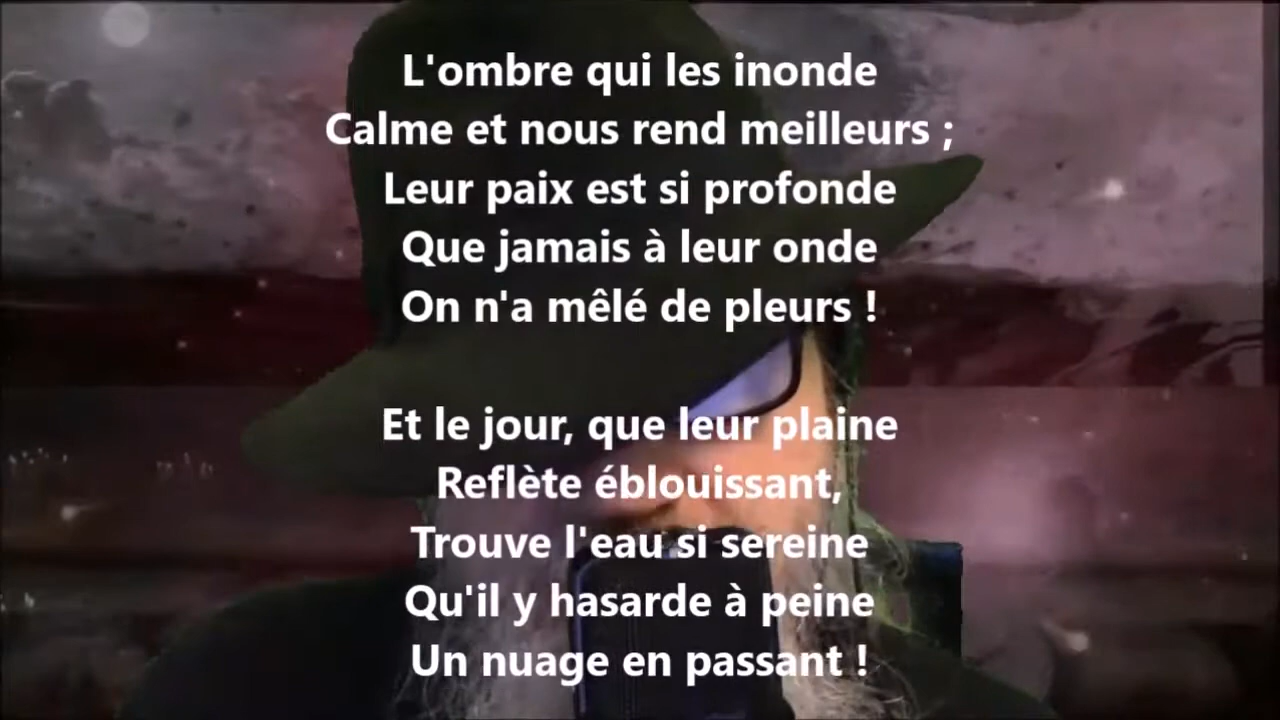 L'ombre qui les inonde
Calme et nous rend meilleurs ;
Leur paix est si profonde
Que jamais à leur onde
On n'a mêlé de pleurs !
Et le jour, que leur plaine
Reflète éblouissant,
Trouve l'eau si sereine
Qu'il y hasarde à peine
Un nuage en passant !